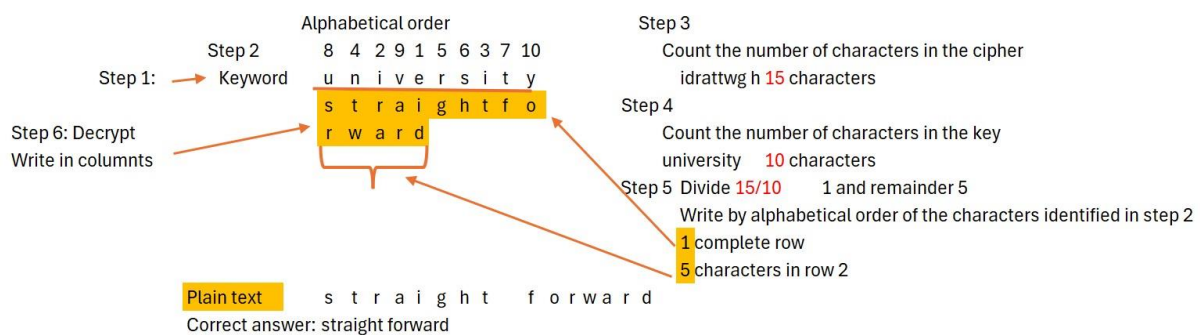 Alphabetical order
Step 2 8 4 2 9 1 5 6 3 7 10
Step 1: Keyword u n i v e r s i t y
s t r a i g h t f o
r w a r d
Step 6: Decrypt
Write in columnts
Step 3
Count the number of characters in the cipher
idrattwg h 15 characters
Step 4
Count the number of characters in the key
university 10 characters
Step 5 Divide 15/10 1 and remainder 5
Write by alphabetical order of the characters identified in step 2
1 complete row
5 characters in row 2
Plain text s t r a i g h t f o r w a r d
Correct answer: straight forward